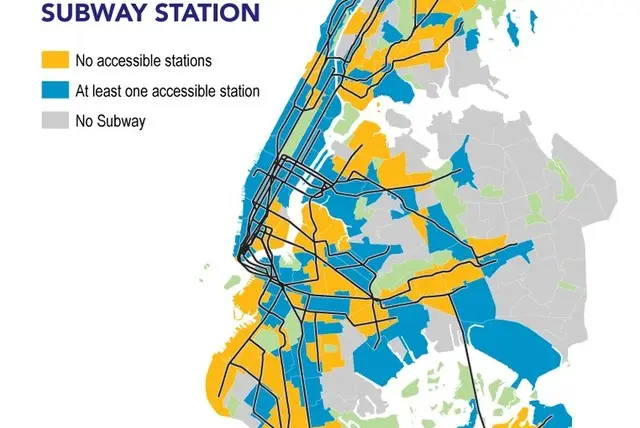 SUBWAY STATION
No accessible stations
At least one accessible station
No Subway